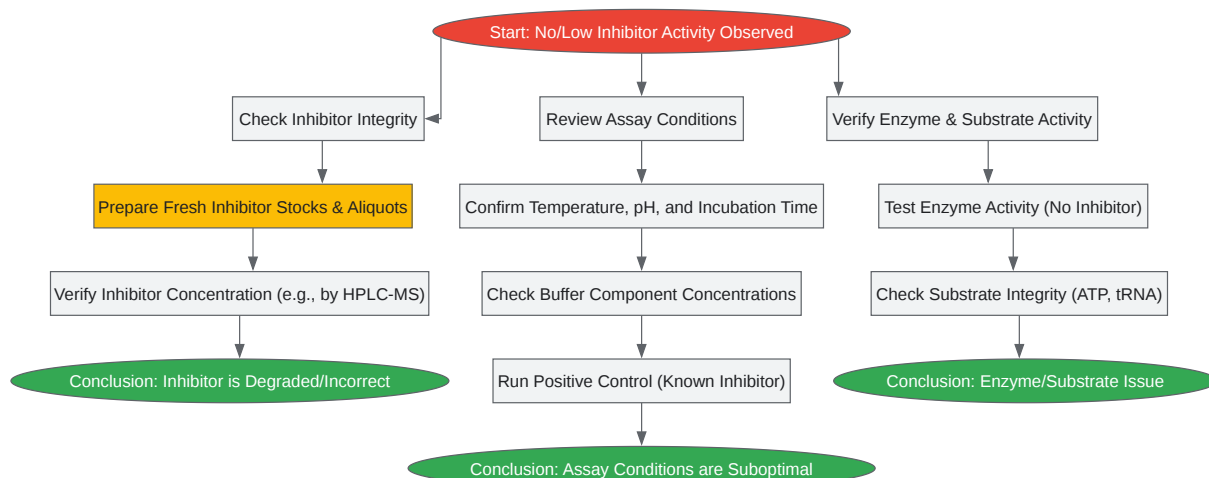 Start: No/Low Inhibitor Activity Observed
Check Inhibitor Integrity
Review Assay Conditions
Verify Enzyme & Substrate Activity
Prepare Fresh Inhibitor Stocks & Aliquots
Confirm Temperature, pH, and Incubation Time
Test Enzyme Activity (No Inhibitor)
Verify Inhibitor Concentration (e.g., by HPLC-MS)
Check Buffer Component Concentrations
Check Substrate Integrity (ATP, tRNA)
Conclusion: Inhibitor is Degraded/Incorrect
Run Positive Control (Known Inhibitor)
Conclusion: Enzyme/Substrate Issue
Conclusion: Assay Conditions are Suboptimal